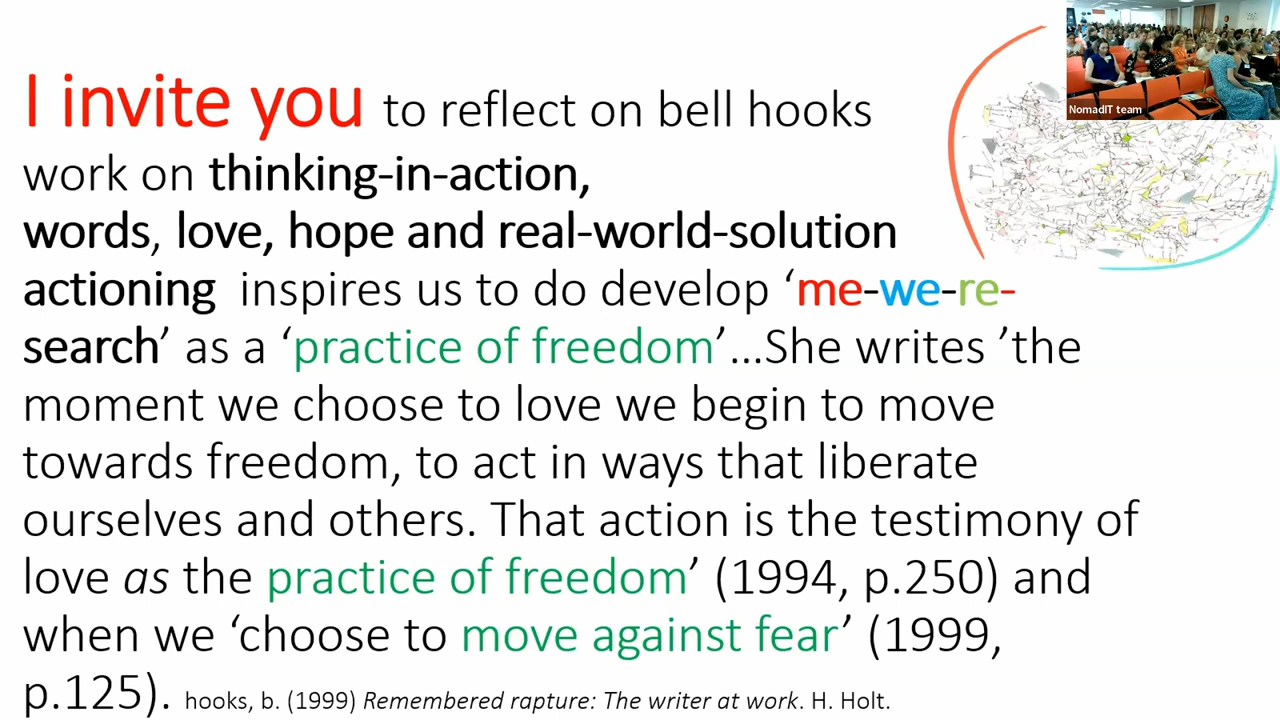 I invite you to reflect on bell hooks
work on thinking-in-action,
words, love, hope and real-world-solution
actioning inspires us to do develop ‘me-we-re-
search’ as a ‘practice of freedom’...She writes ’the
moment we choose to love we begin to move
towards freedom, to act in ways that liberate
ourselves and others. That action is the testimony of
love as the practice of freedom’ (1994, p.250) and
when we ‘choose to move against fear’ (1999,
p.125). hooks, b. (1999) Remembered rapture: The writer at work. H. Holt.
NomadIT team